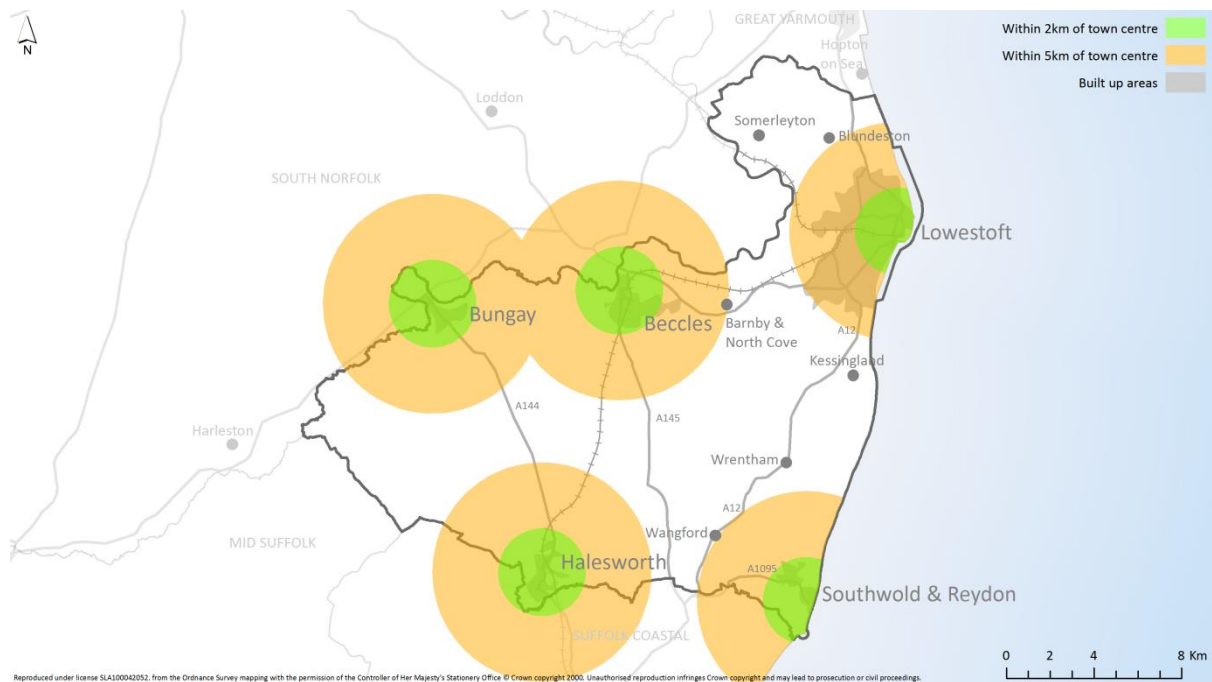 GREAT YARMOUTH
N
Within 2km of town centre
Hopton
on Sea
Within 5km of town centre
Built up areas
Loddon
Somerleyton
Blundeston
SOUTH NORFOLK
Lowestoft
Bungay
Beccles
Barnby &
North Cove
A12
Kessingland
A144
A145
Harleston
Wrentham
A12
Wangford
MID SUFFOLK
Halesworth
A1095
Southwold & Reydon
SUFFOLK COASTAL
0 2 4 8 Km
Reproduced under license SLA100042052. from the Ordnance Survey mapping with the permission of the Controller of Her Majesty's Stationery Office © Crown copyright 2000. Unauthorised reproduction infringes Crown copyright and may lead to prosecution or civil proceedings.